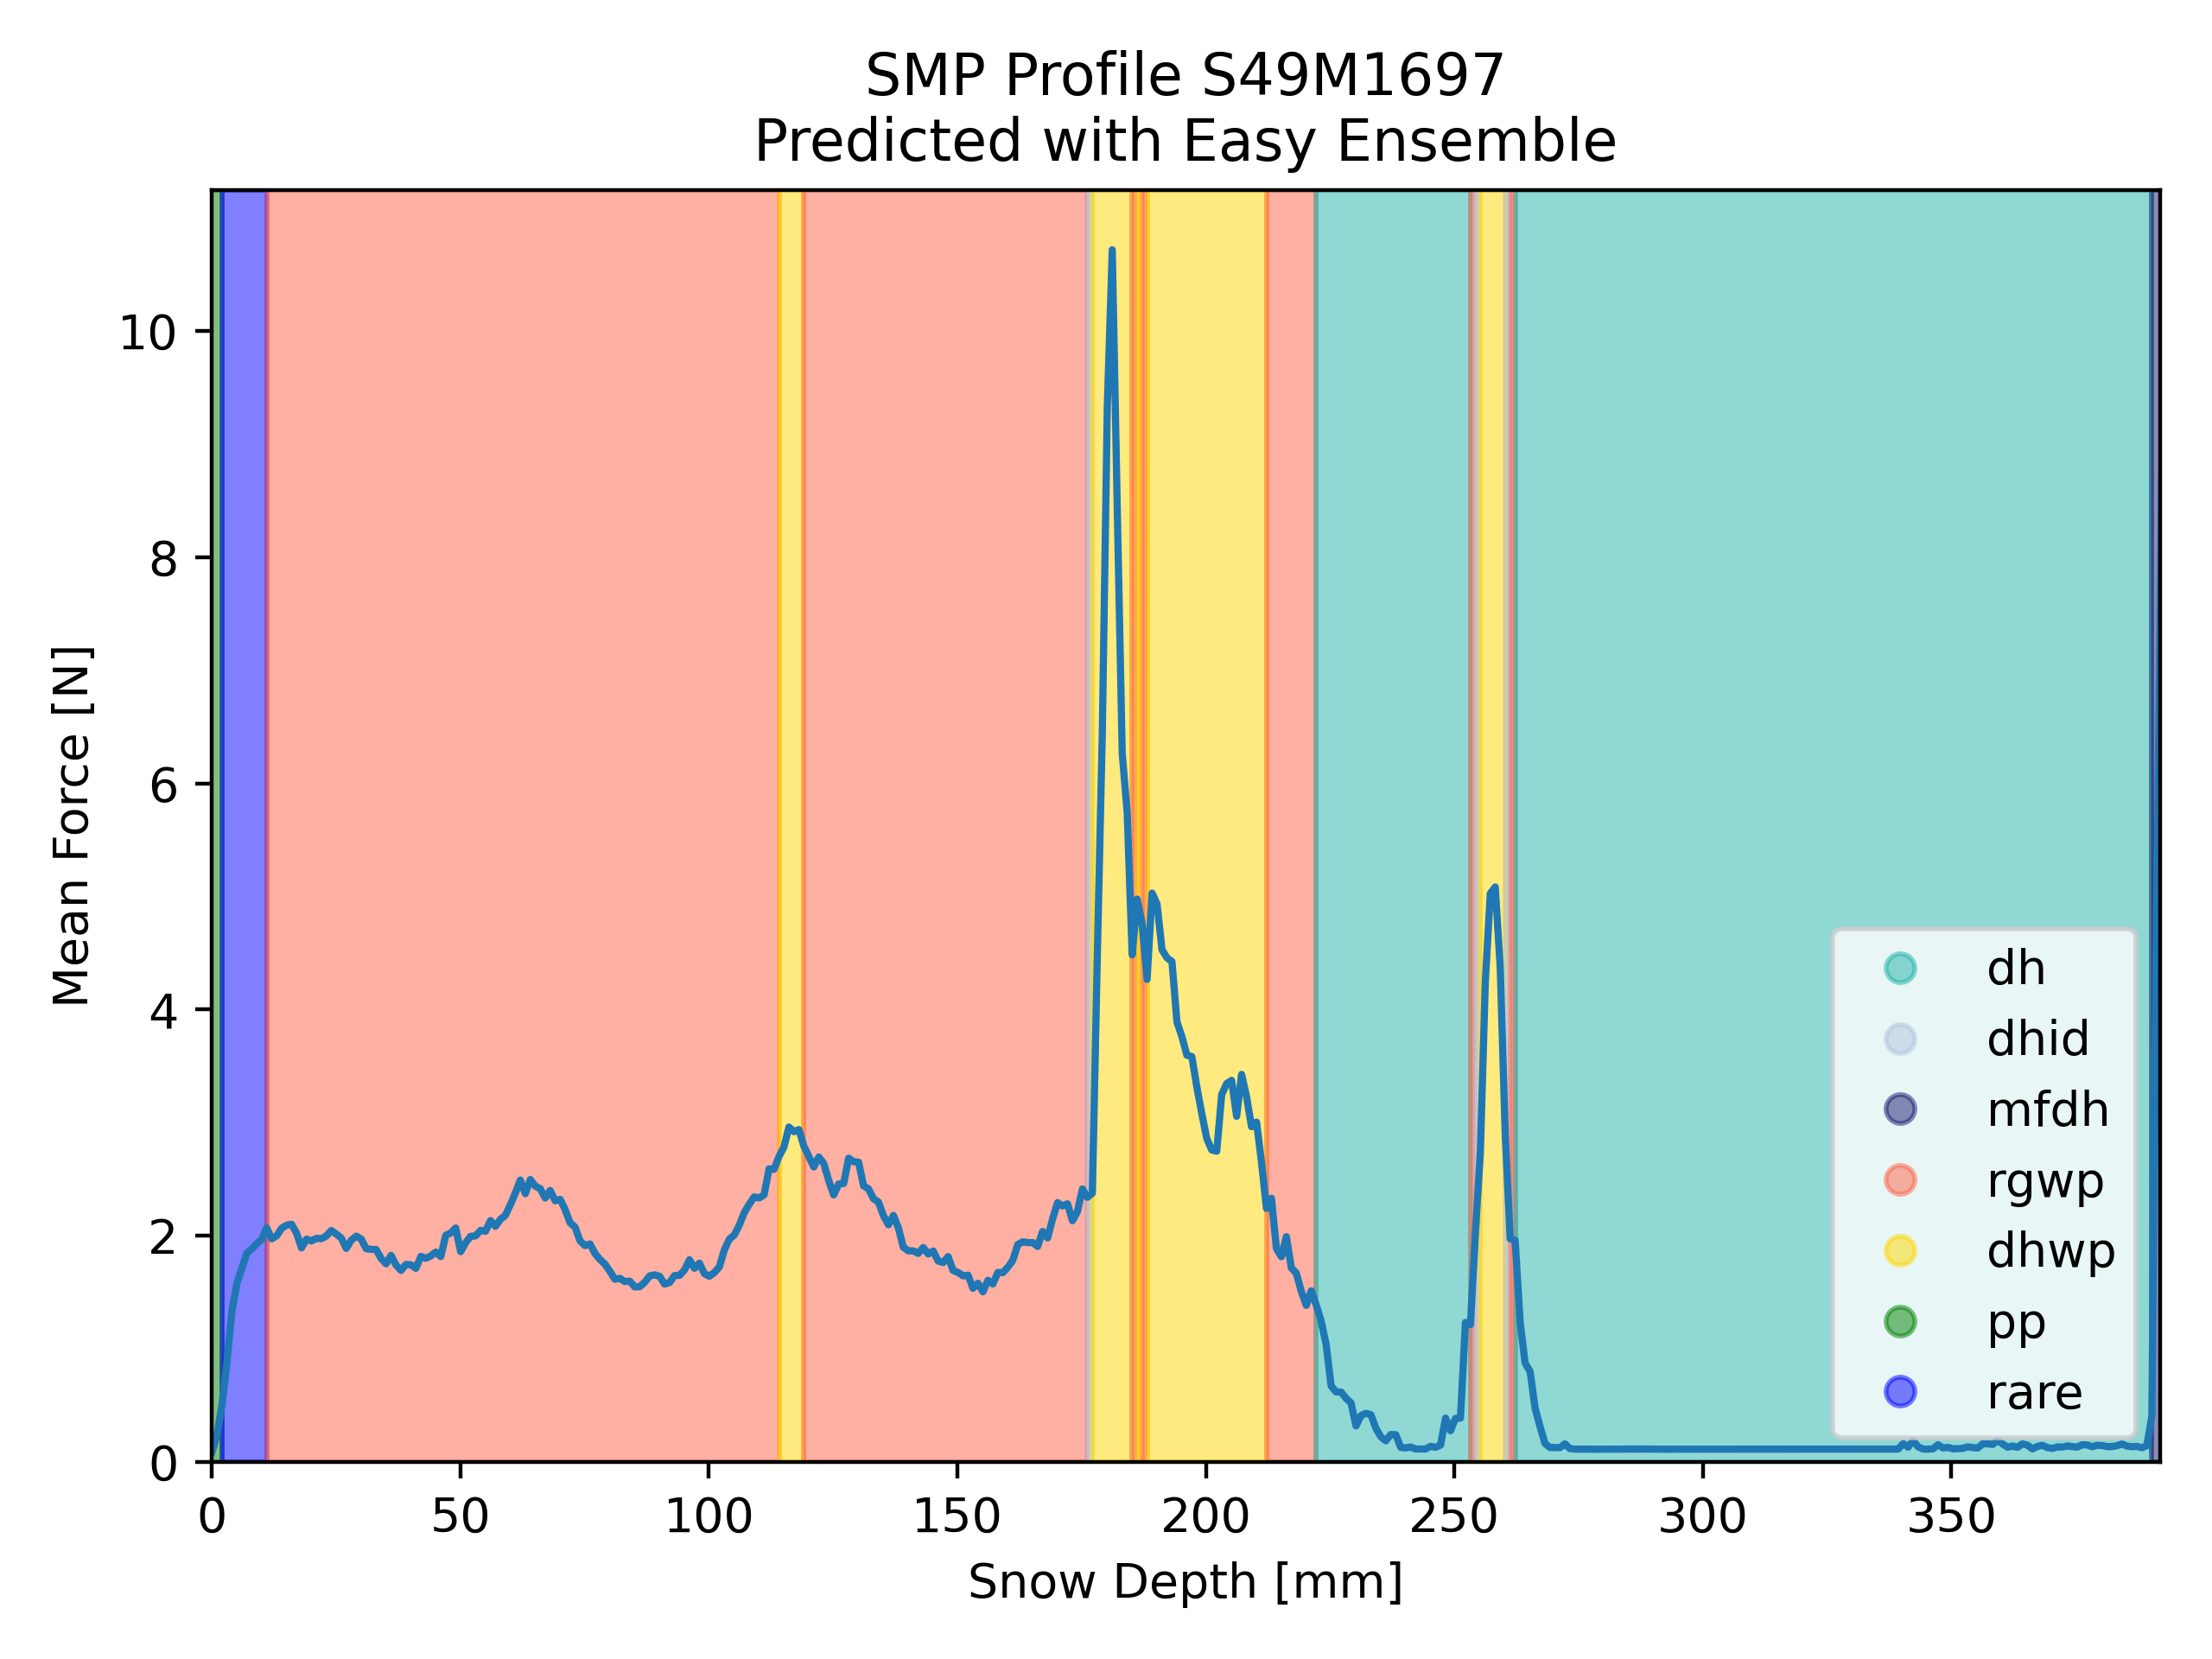 SMP Profile S49M1697
Predicted with Easy Ensemble
Mean Force [N]
10
8
6
4
2
0
0 50 100 150 200 250 300 350
Snow Depth [mm]
dh
dhid
mfdh
rgwp
dhwp
pp
rare